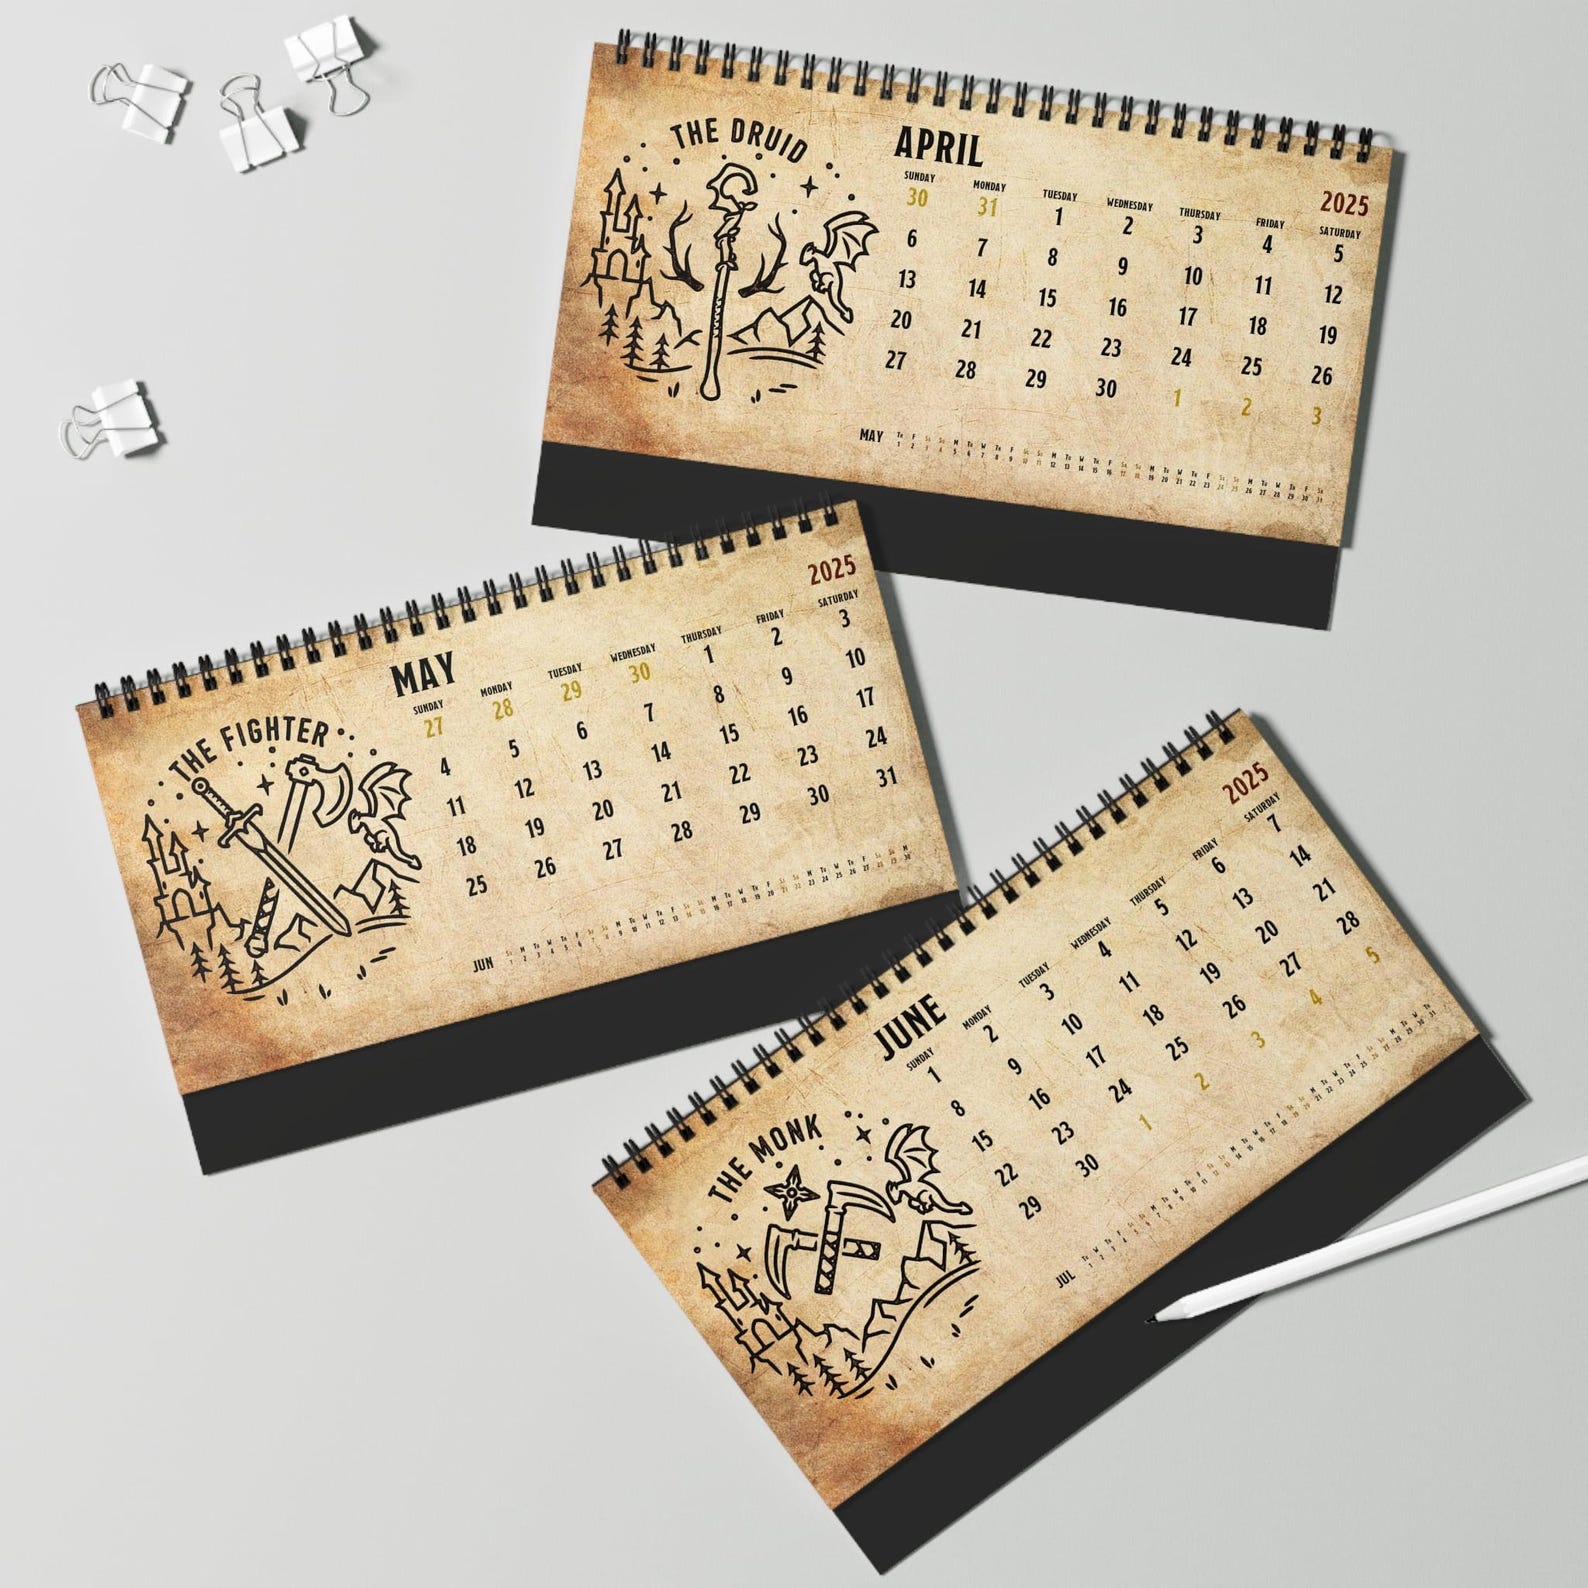 THE DRUID
APRIL
2025
SUNDAY MONDAY TUESDAY WEDNESDAY THURSDAY FRIDAY SATURDAY
30 31 1 2 3 4 5
6 7 8 9 10 11 12
13 14 15 16 17 18 19
20 21 22 23 24 25 26
27 28 29 30 1 2 3
MAY
THE FIGHTER
MAY
2025
SUNDAY MONDAY TUESDAY WEDNESDAY THURSDAY FRIDAY SATURDAY
27 28 29 30 1 2 3
4 5 6 7 8 9 10
11 12 13 14 15 16 17
18 19 20 21 22 23 24
25 26 27 28 29 30 31
JUN
THE MONK
JUNE
2025
SUNDAY MONDAY TUESDAY WEDNESDAY THURSDAY FRIDAY SATURDAY
1 2 3 4 5 6 7
8 9 10 11 12 13 14
15 16 17 18 19 20 21
22 23 24 25 26 27 28
29 30 1 2 3 4 5
JUL